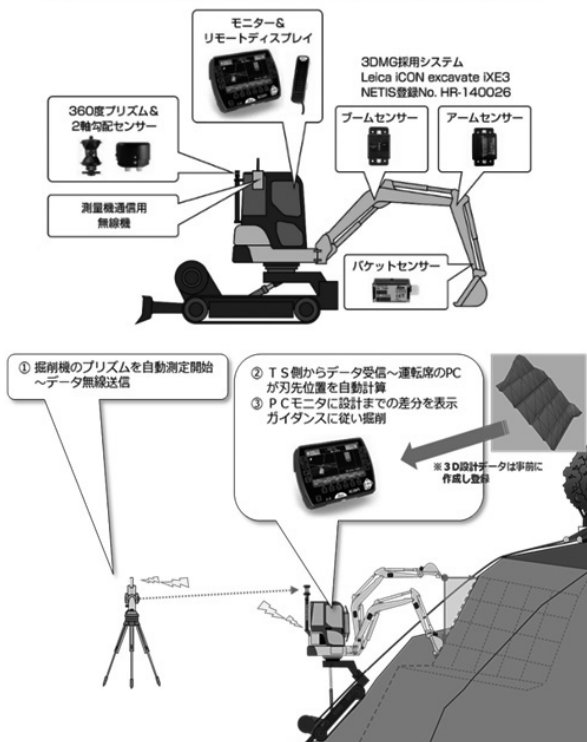 モニター&
リモートディスプレイ
3DMG採用システム
Leica iCON excavate iXE3
NETIS登録No. HR-140026
360度プリズム&
2軸勾配センサー
ブームセンサー
アームセンサー
測量機通信用
無線機
バケットセンサー
① 掘削機のプリズムを自動測定開始
～データ無線送信
② TS側からデータ受信～運転席のPC
が刃先位置を自動計算
③ PCモニタに設計までの差分を表示
ガイダンスに従い掘削
※3D設計データは事前に
作成し登録